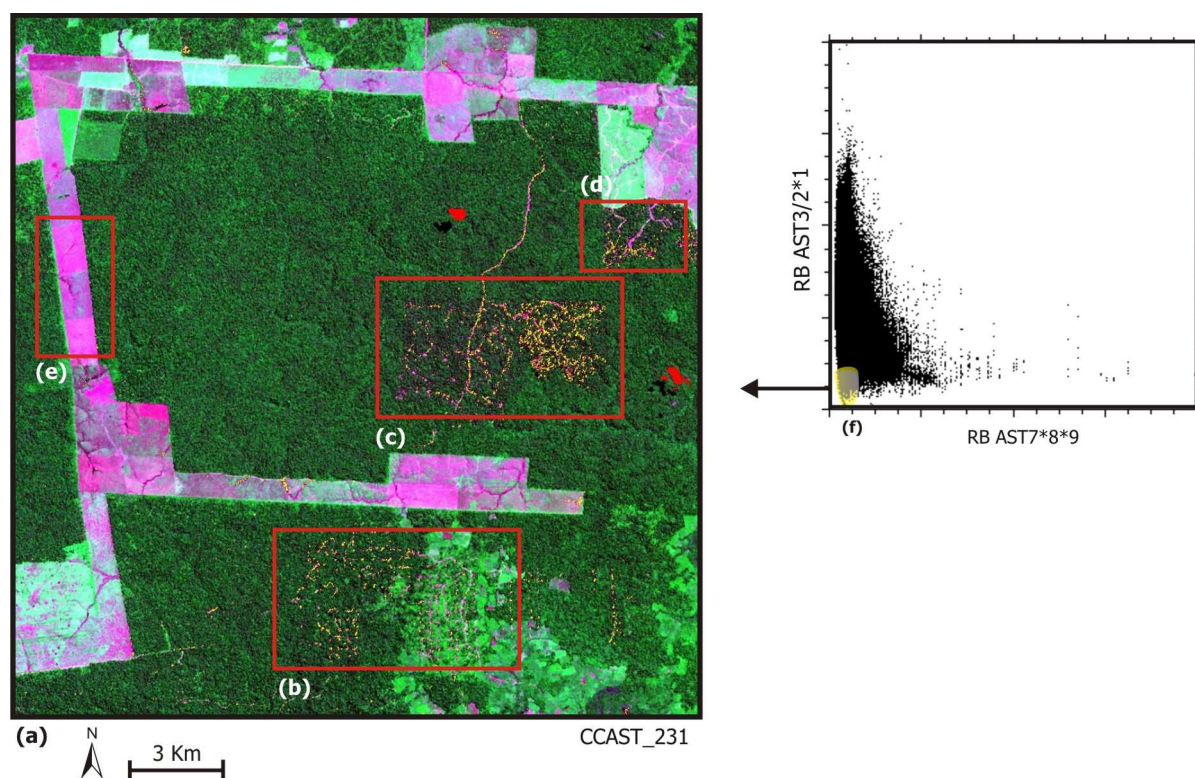 (d)
(e)
(c)
(b)
(a)
CCAST_231
N
3 Km
RB AST3/2*1
(f)
RB AST7*8*9